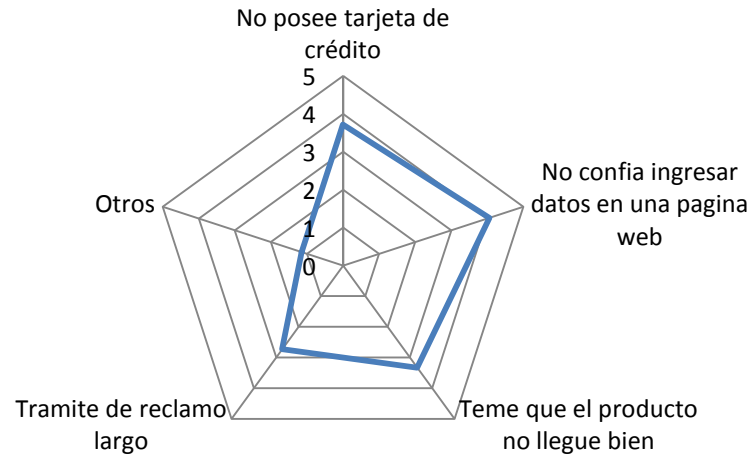 No posee tarjeta de
crédito
5
4
3
2
1
0
No confia ingresar
datos en una pagina
web
Teme que el producto
no llegue bien
Tramite de reclamo
largo
Otros